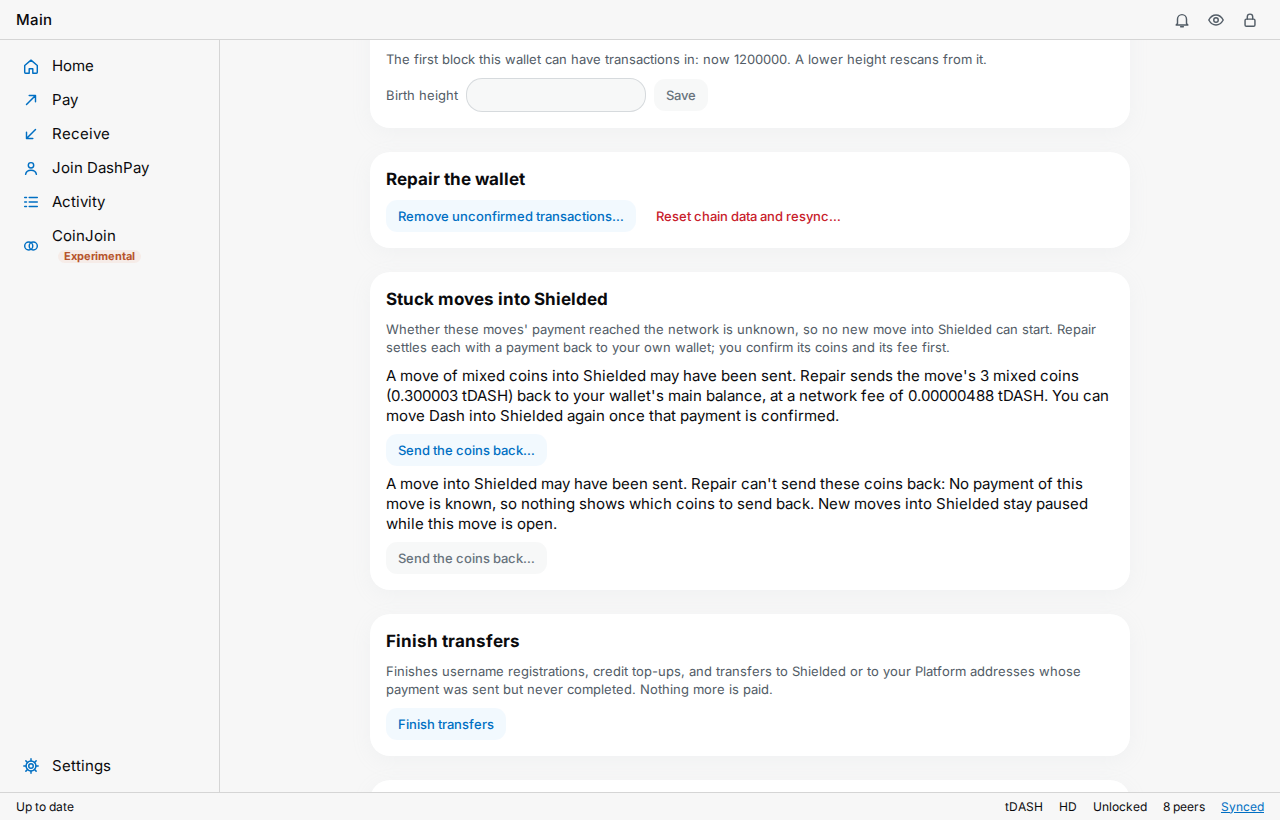 Main
Home
Pay
Receive
Join DashPay
Activity
CoinJoin
Experimental
Settings
The first block this wallet can have transactions in: now 1200000. A lower height rescans from it.
Birth height
Save
Repair the wallet
Remove unconfirmed transactions...
Reset chain data and resync...
Stuck moves into Shielded
Whether these moves' payment reached the network is unknown, so no new move into Shielded can start. Repair
settles each with a payment back to your own wallet; you confirm its coins and its fee first.
A move of mixed coins into Shielded may have been sent. Repair sends the move's 3 mixed coins
(0.300003 tDASH) back to your wallet's main balance, at a network fee of 0.00000488 tDASH. You can
move Dash into Shielded again once that payment is confirmed.
Send the coins back...
A move into Shielded may have been sent. Repair can't send these coins back: No payment of this
move is known, so nothing shows which coins to send back. New moves into Shielded stay paused
while this move is open.
Send the coins back...
Finish transfers
Finishes username registrations, credit top-ups, and transfers to Shielded or to your Platform addresses whose
payment was sent but never completed. Nothing more is paid.
Finish transfers
Up to date
tDASH
HD
Unlocked
8 peers
Synced